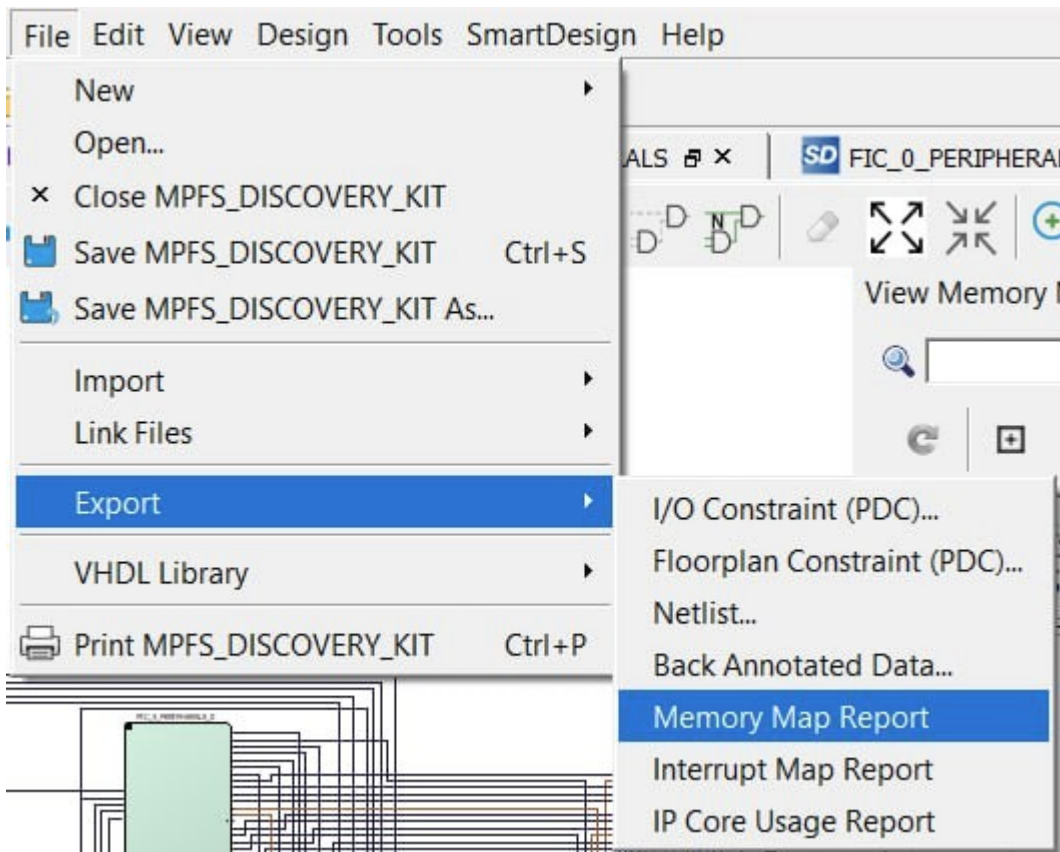 File Edit View Design Tools SmartDesign Help
New
Open...
Close MPFS_DISCOVERY_KIT
Save MPFS_DISCOVERY_KIT Ctrl+S
Save MPFS_DISCOVERY_KIT As...
Import
Link Files
Export
VHDL Library
Print MPFS_DISCOVERY_KIT Ctrl+P
ALS SD FIC_0_PERIPHERAL
N
View Memory
I/O Constraint (PDC)...
Floorplan Constraint (PDC)...
Netlist...
Back Annotated Data...
Memory Map Report
Interrupt Map Report
IP Core Usage Report